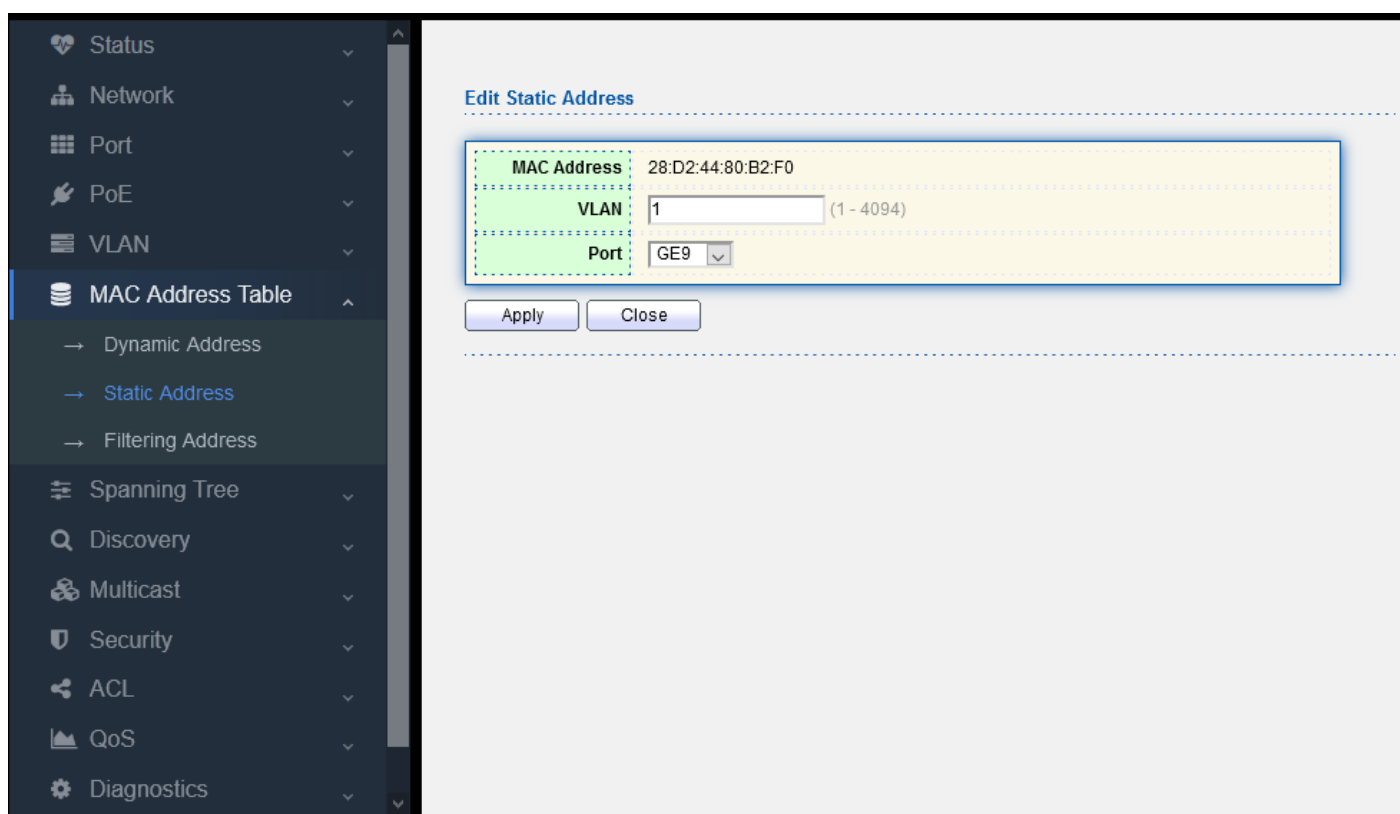 Status
Network
Port
PoE
VLAN
MAC Address Table
→ Dynamic Address
→ Static Address
→ Filtering Address
Spanning Tree
Discovery
Multicast
Security
ACL
QoS
Diagnostics
Edit Static Address
MAC Address 28:D2:44:80:B2:F0
VLAN 1 (1 - 4094)
Port GE9
Apply Close